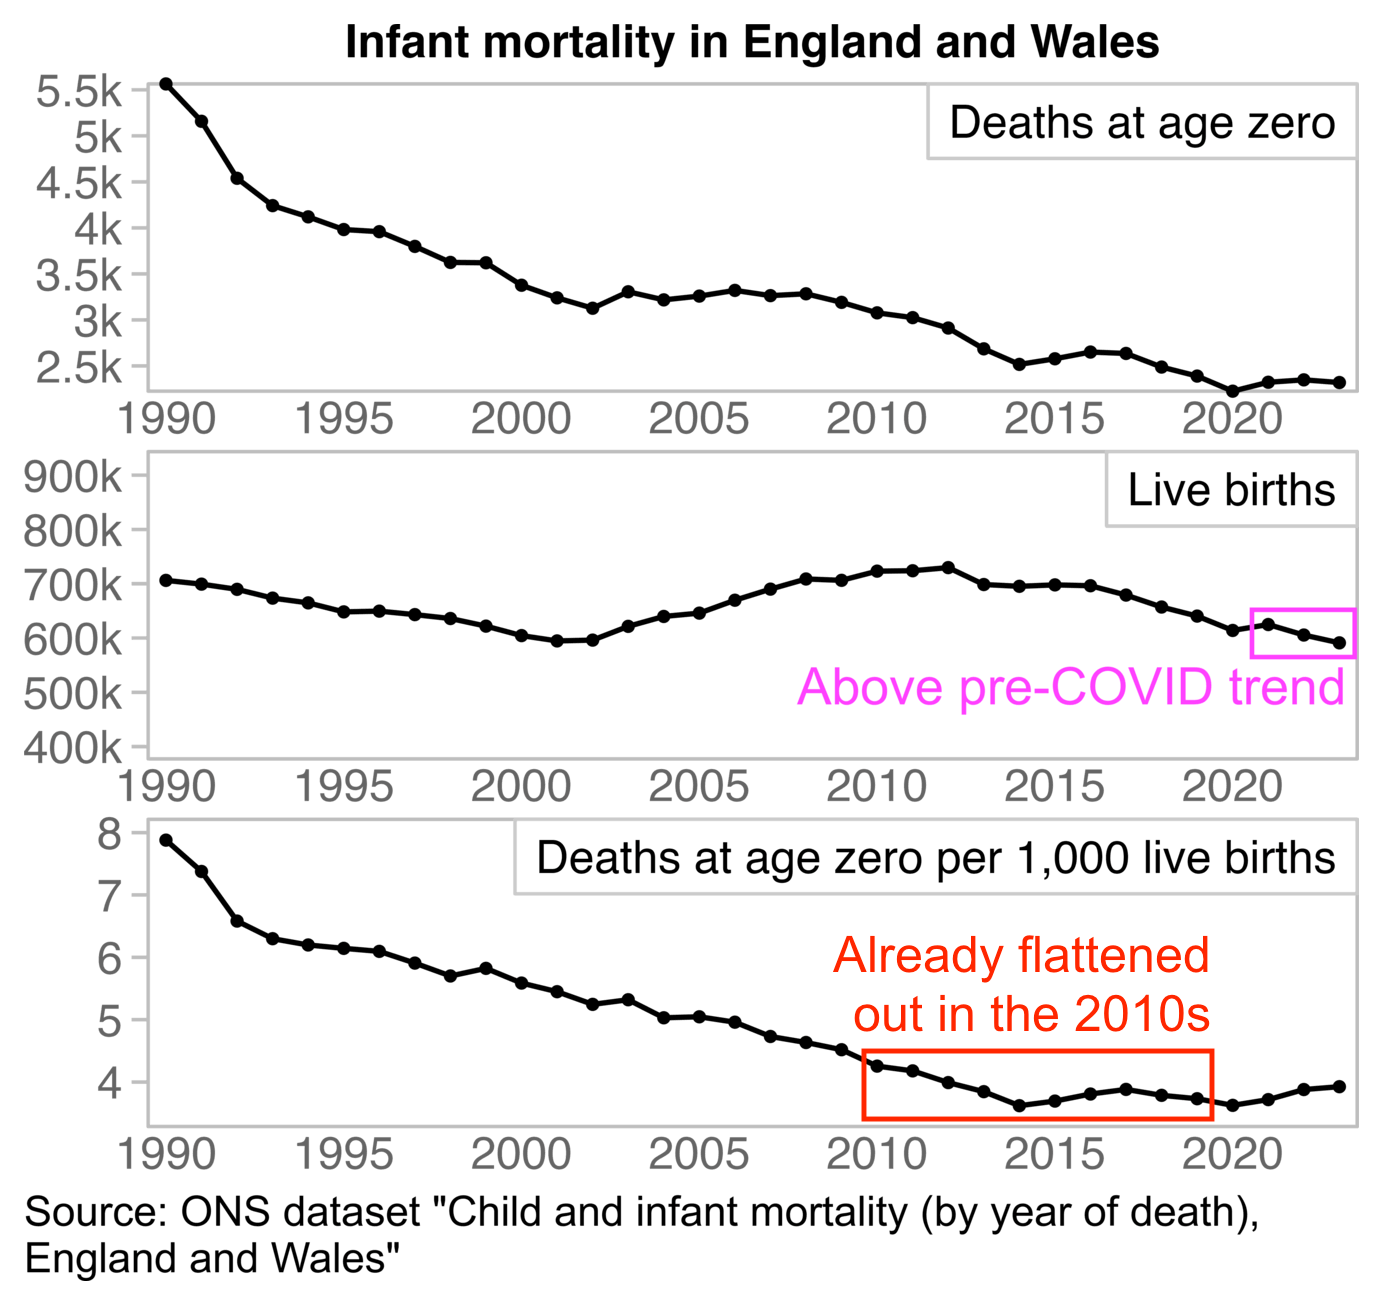 Infant mortality in England and Wales
Deaths at age zero
5.5k
5k
4.5k
4k
3.5k
3k
2.5k
1990 1995 2000 2005 2010 2015 2020
Live births
900k
800k
700k
600k
500k
400k
Above pre-COVID trend
1990 1995 2000 2005 2010 2015 2020
Deaths at age zero per 1,000 live births
8
7
6
5
4
Already flattened
out in the 2010s
1990 1995 2000 2005 2010 2015 2020
Source: ONS dataset "Child and infant mortality (by year of death),
England and Wales"